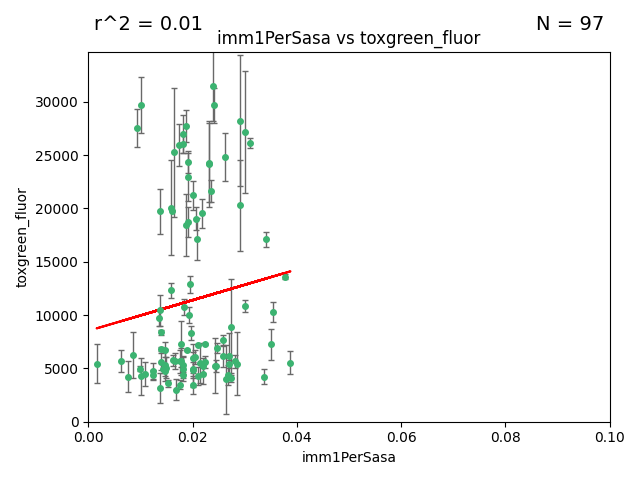 r^2 = 0.01
N = 97
imm1PerSasa vs toxgreen_fluor
toxgreen_fluor
30000
25000
20000
15000
10000
5000
0
0.00
0.02
0.04
0.06
0.08
0.10
imm1PerSasa